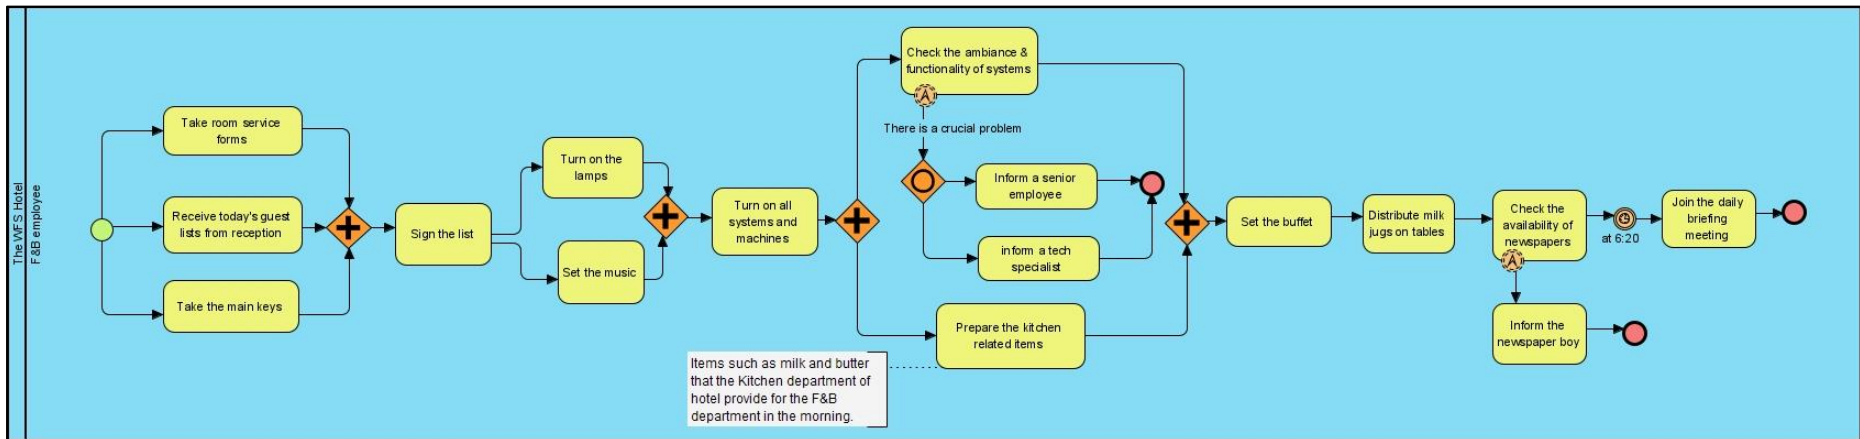 The WFS Hotel
F&B employee
Take room service
forms
Receive today's guest
lists from reception
Take the main keys
Sign the list
Turn on the
lamps
Set the music
Turn on all
systems and
machines
Check the ambiance &
functionality of systems
A
There is a crucial problem
Inform a senior
employee
inform a tech
specialist
Prepare the kitchen
related items
Items such as milk and butter
that the Kitchen department of
hotel provide for the F&B
department in the morning.
Set the buffet
Distribute milk
jugs on tables
Check the
availability of
newspapers
A
at 6:20
Inform the
newspaper boy
Join the daily
briefing
meeting